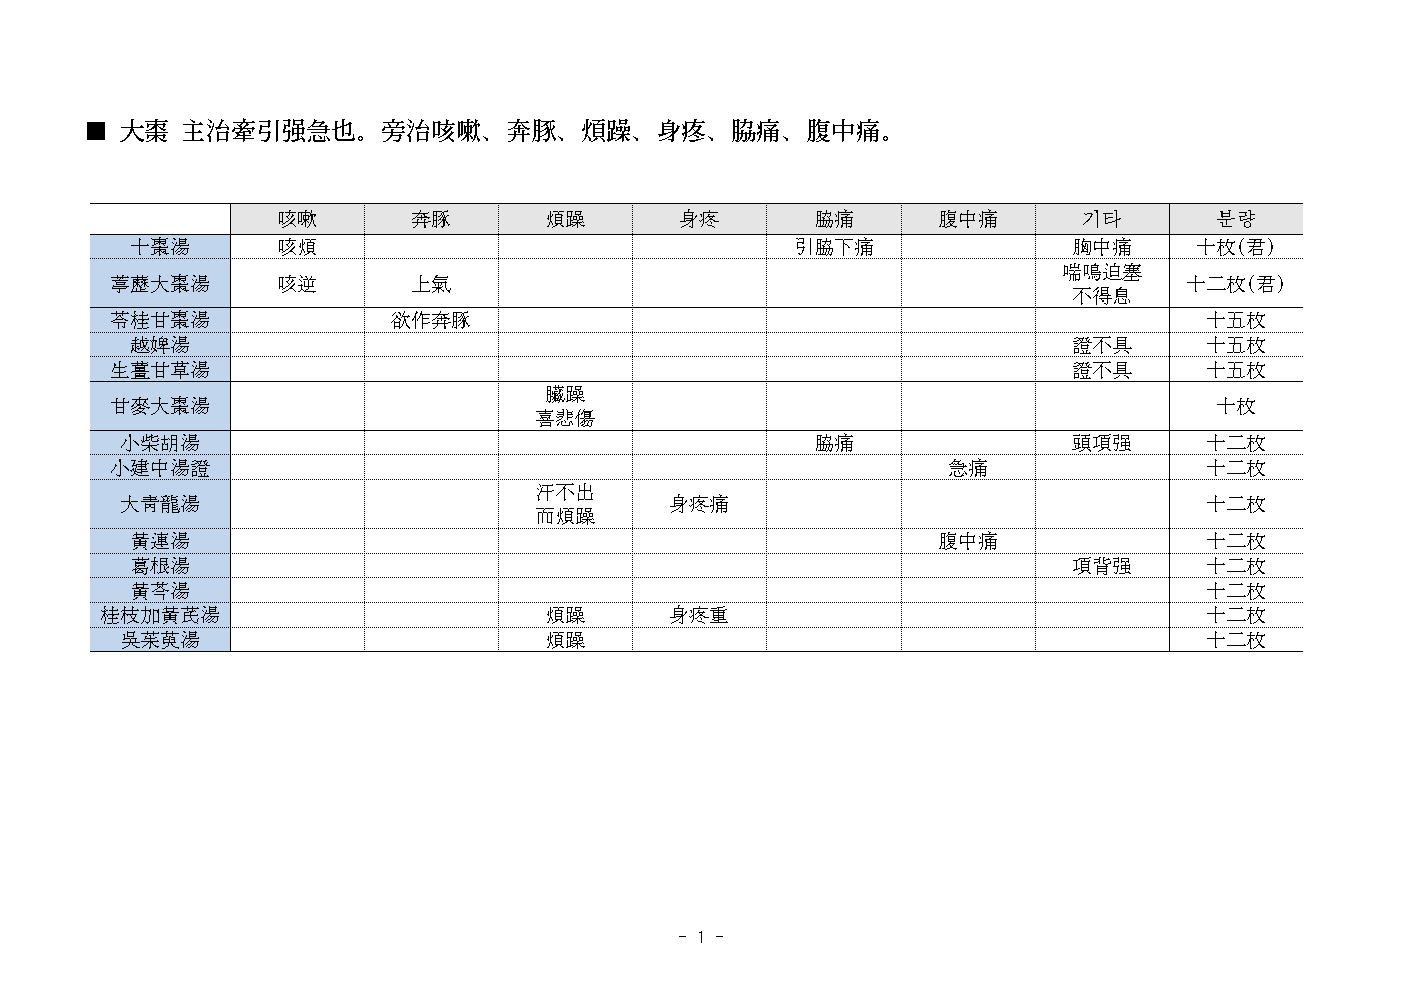 ■ 大棗 主治牽引强急也。旁治咳嗽、奔豚、煩躁、身疼、脇痛、腹中痛。
咳嗽 奔豚 煩躁 身疼 脇痛 腹中痛 기타 분량
十棗湯 咳煩 引脇下痛 胸中痛 十枚(君)
葶藶大棗湯 咳逆 上氣 喘鳴迫塞 十二枚(君)
不得息
苓桂甘棗湯 欲作奔豚 十五枚
越婢湯 證不具 十五枚
生薑甘草湯 證不具 十五枚
甘麥大棗湯 臟躁 十枚
喜悲傷
小柴胡湯 脇痛 頭項强 十二枚
小建中湯證 急痛 十二枚
大靑龍湯 汗不出 身疼痛 十二枚
而煩躁
黃連湯 腹中痛 十二枚
葛根湯 項背强 十二枚
黃芩湯 十二枚
桂枝加黃芪湯 煩躁 身疼重 十二枚
吳茱萸湯 煩躁 十二枚
- 1 -